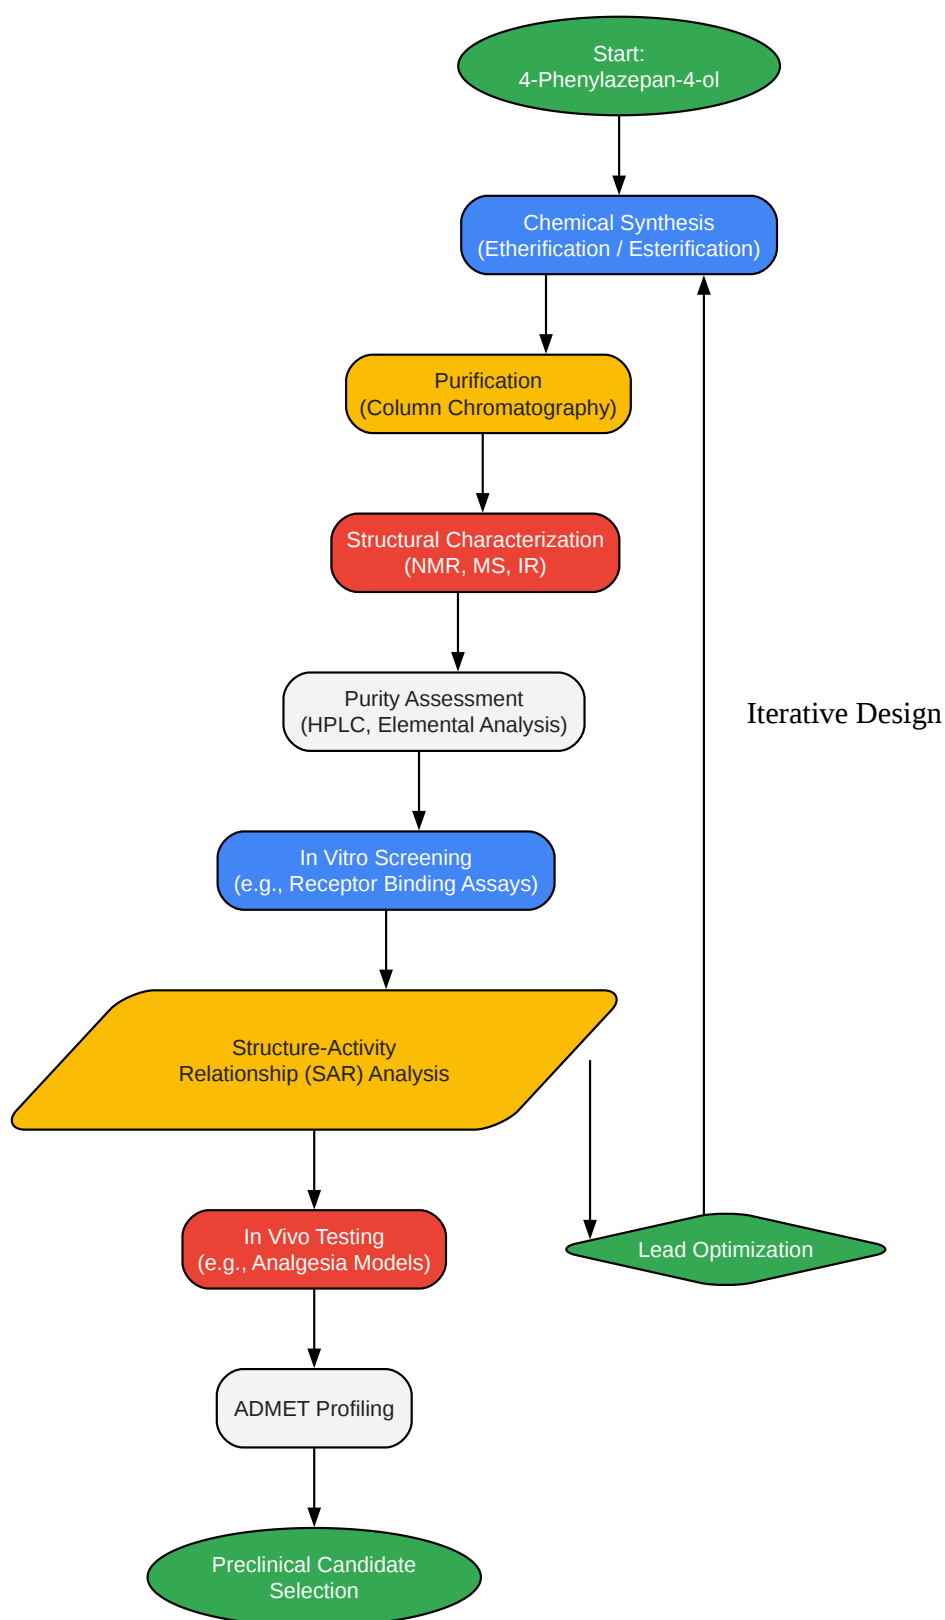 Start:
4-Phenylazepan-4-ol
Chemical Synthesis
(Etherification / Esterification)
Purification
(Column Chromatography)
Structural Characterization
(NMR, MS, IR)
Purity Assessment
(HPLC, Elemental Analysis)
Iterative Design
In Vitro Screening
(e.g., Receptor Binding Assays)
Structure-Activity
Relationship (SAR) Analysis
In Vivo Testing
(e.g., Analgesia Models)
Lead Optimization
ADMET Profiling
Preclinical Candidate
Selection